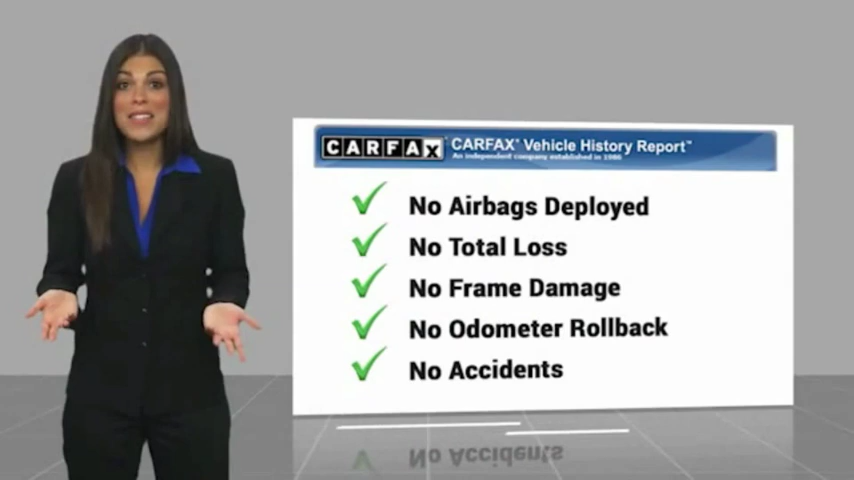 CARFAX CARFAX® Vehicle History Report™
An independent company established in 1986
No Airbags Deployed
No Total Loss
No Frame Damage
No Odometer Rollback
No Accidents
No Accidents